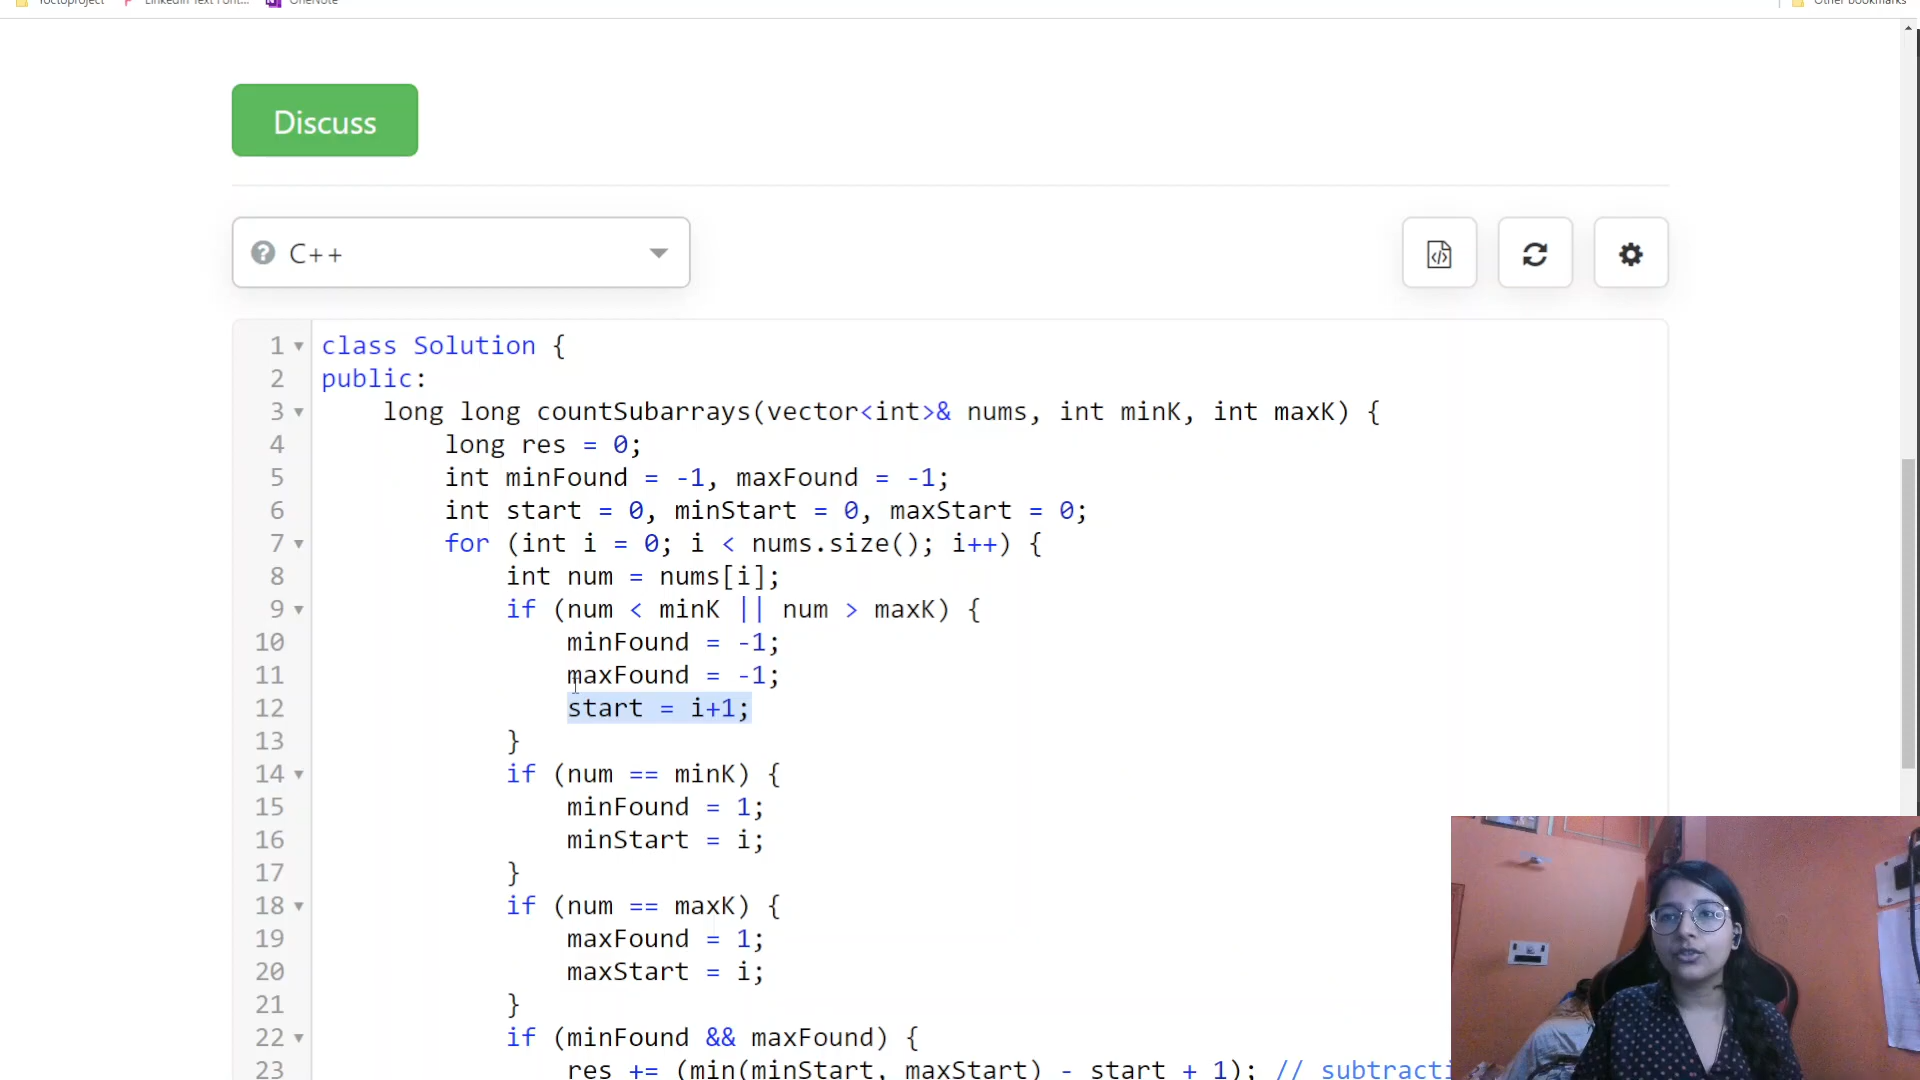 Discuss
C++
1 class Solution {
2 public:
3 long long countSubarrays(vector<int>& nums, int minK, int maxK) {
4 long res = 0;
5 int minFound = -1, maxFound = -1;
6 int start = 0, minStart = 0, maxStart = 0;
7 for (int i = 0; i < nums.size(); i++) {
8 int num = nums[i];
9 if (num < minK || num > maxK) {
10 minFound = -1;
11 maxFound = -1;
12 start = i+1;
13 }
14 if (num == minK) {
15 minFound = 1;
16 minStart = i;
17 }
18 if (num == maxK) {
19 maxFound = 1;
20 maxStart = i;
21 }
22 if (minFound && maxFound) {
23 res += (min(minStart, maxStart) - start + 1); // subtracti